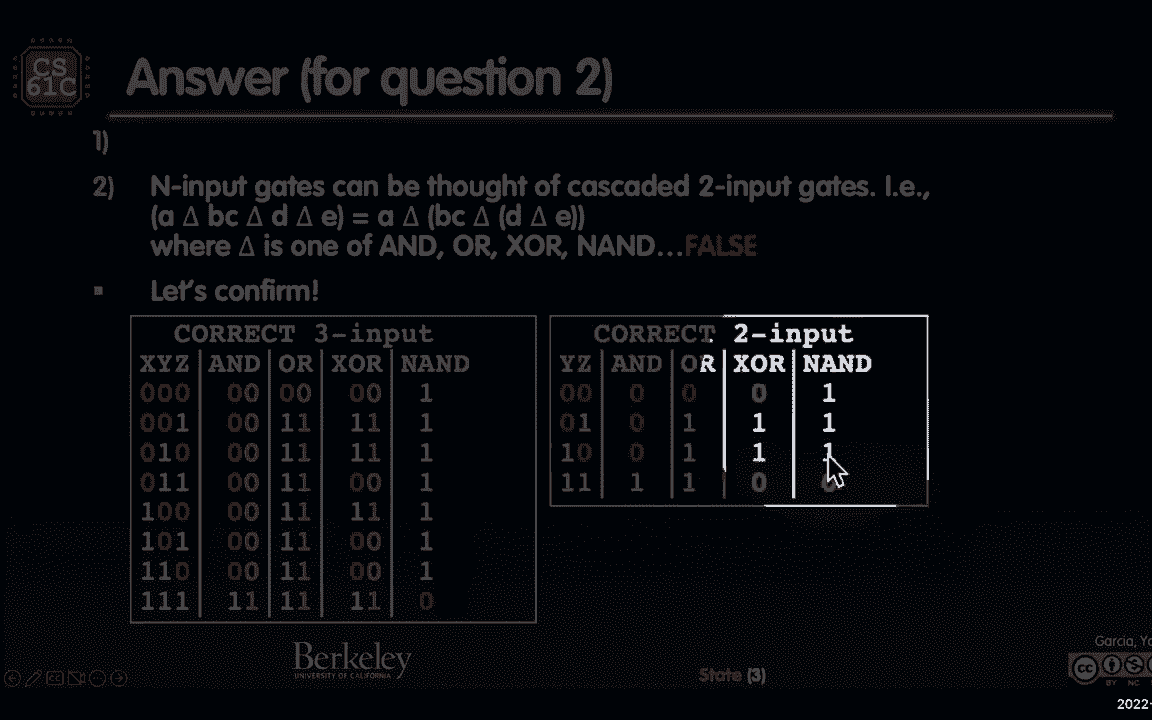 CS
61C
Answer (for question 2)
1)
2) N-input gates can be thought of cascaded 2-input gates. I.e.,
(a Δ bc Δ d Δ e) = a Δ (bc Δ (d Δ e))
where Δ is one of AND, OR, XOR, NAND…FALSE
▪ Let's confirm!
CORRECT 3-input
XYZ AND OR XOR NAND
000 00 00 00 1
001 00 11 11 1
010 00 11 11 1
011 00 11 00 1
100 00 11 11 1
101 00 11 00 1
110 00 11 00 1
111 11 11 11 0
CORRECT 2-input
YZ AND OR XOR NAND
00 0 0 0 1
01 0 1 1 1
10 0 1 1 1
11 1 1 0 0
Berkeley
UNIVERSITY OF CALIFORNIA
State (3)
Garcia,
CC
BY NC
2022-